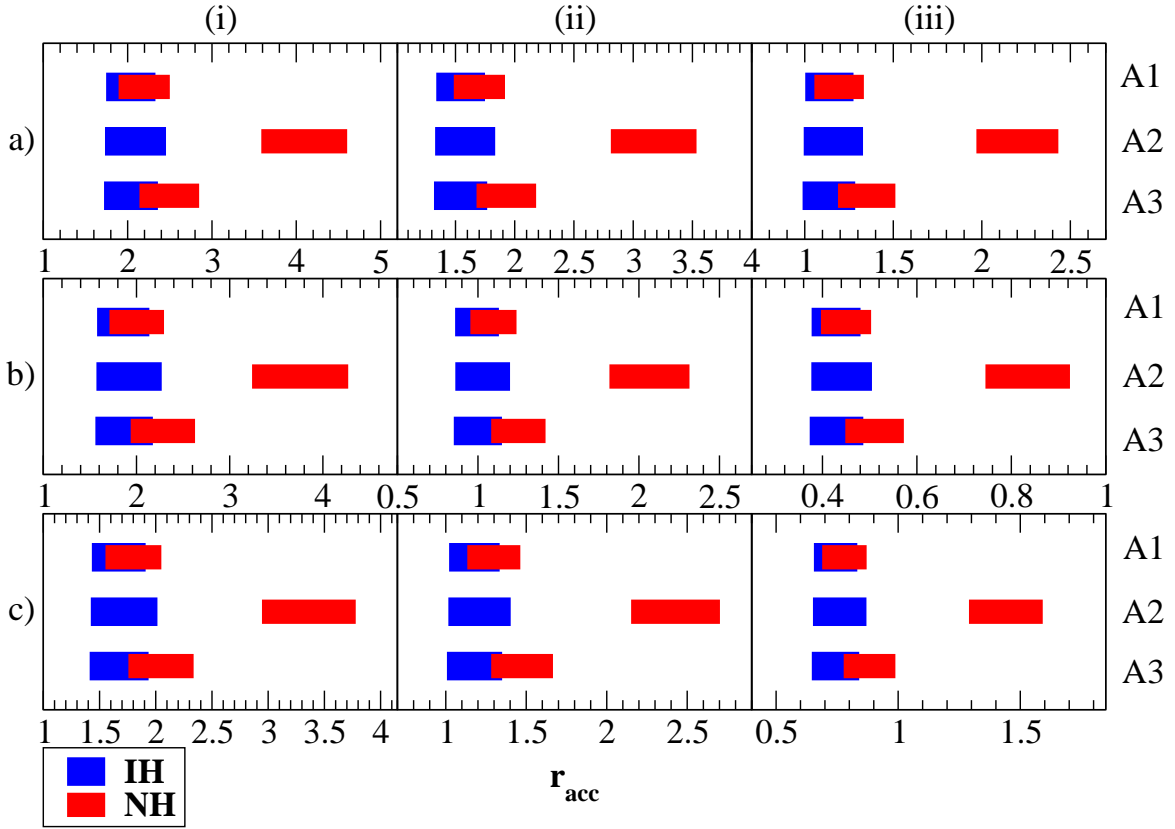 (i) (ii) (iii)
a) A1
A2
A3
1 2 3 4 5 1.5 2 2.5 3 3.5 4 1 1.5 2 2.5
b) A1
A2
A3
1 2 3 4 0.5 1 1.5 2 2.5 0.4 0.6 0.8 1
c) A1
A2
A3
1 1.5 2 2.5 3 3.5 4 1 1.5 2 2.5 0.5 1 1.5
IH
NH
r_acc